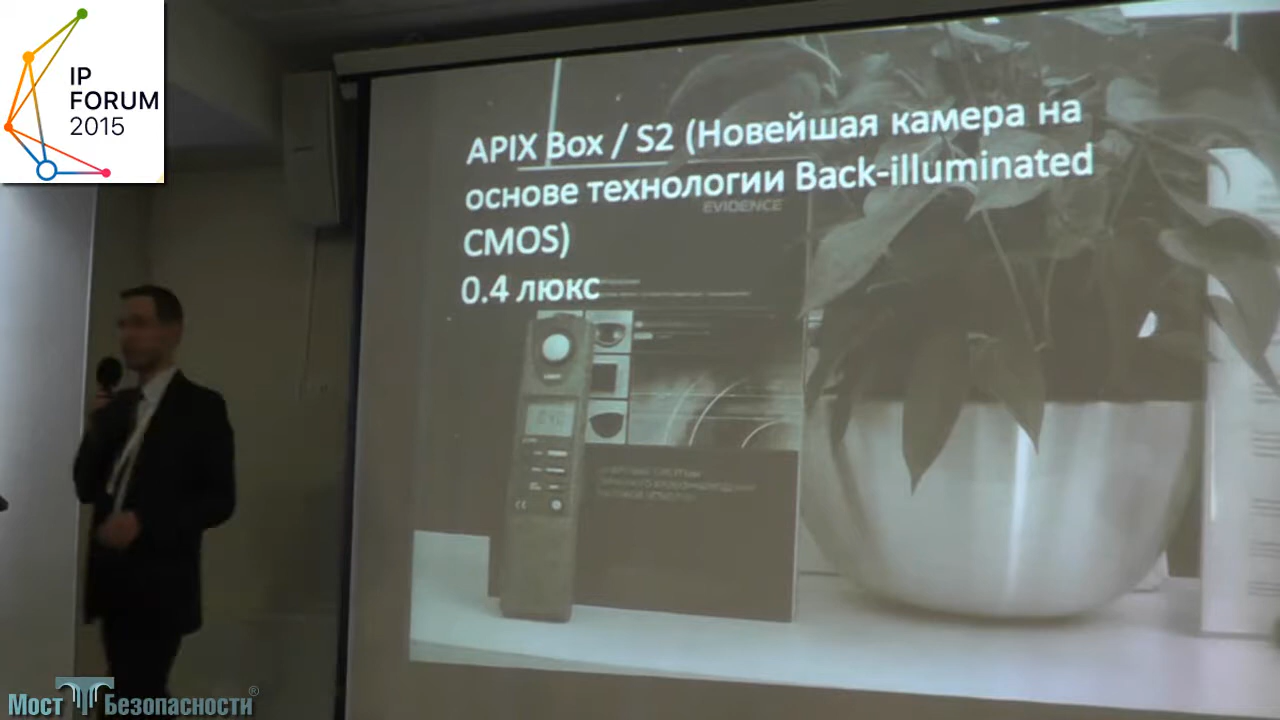 IP
FORUM
2015
APIX Box / S2 (Новейшая камера на
основе технологии Back-illuminated
CMOS)
0.4 люкс
EVIDENCE
CE
Мост Безопасности®